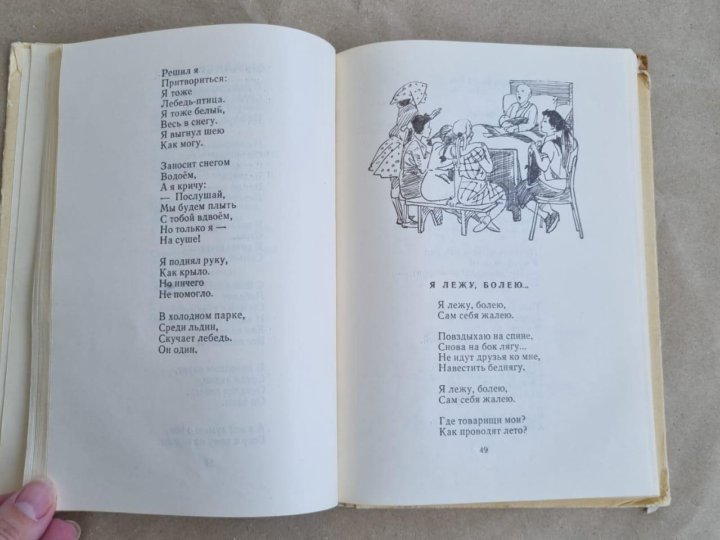 Решил я
Притвориться:
Я тоже
Лебедь-птица.
Я тоже белый,
Весь в снегу.
Я выгнул шею
Как могу.
Заносит снегом
Водоём,
А я кричу:
— Послушай,
Мы будем плыть
С тобой вдвоём,
Но только я —
На суше!
Я поднял руку,
Как крыло.
Но ничего
Не помогло.
В холодном парке,
Среди льдин,
Скучает лебедь.
Он один,
Я ЛЕЖУ, БОЛЕЮ...
Я лежу, болею,
Сам себя жалею.
Повздыхаю на спине,
Снова на бок лягу...
Не идут друзья ко мне,
Навестить беднягу.
Я лежу, болею,
Сам себя жалею.
Где товарищи мои?
Как проводят лето?
49